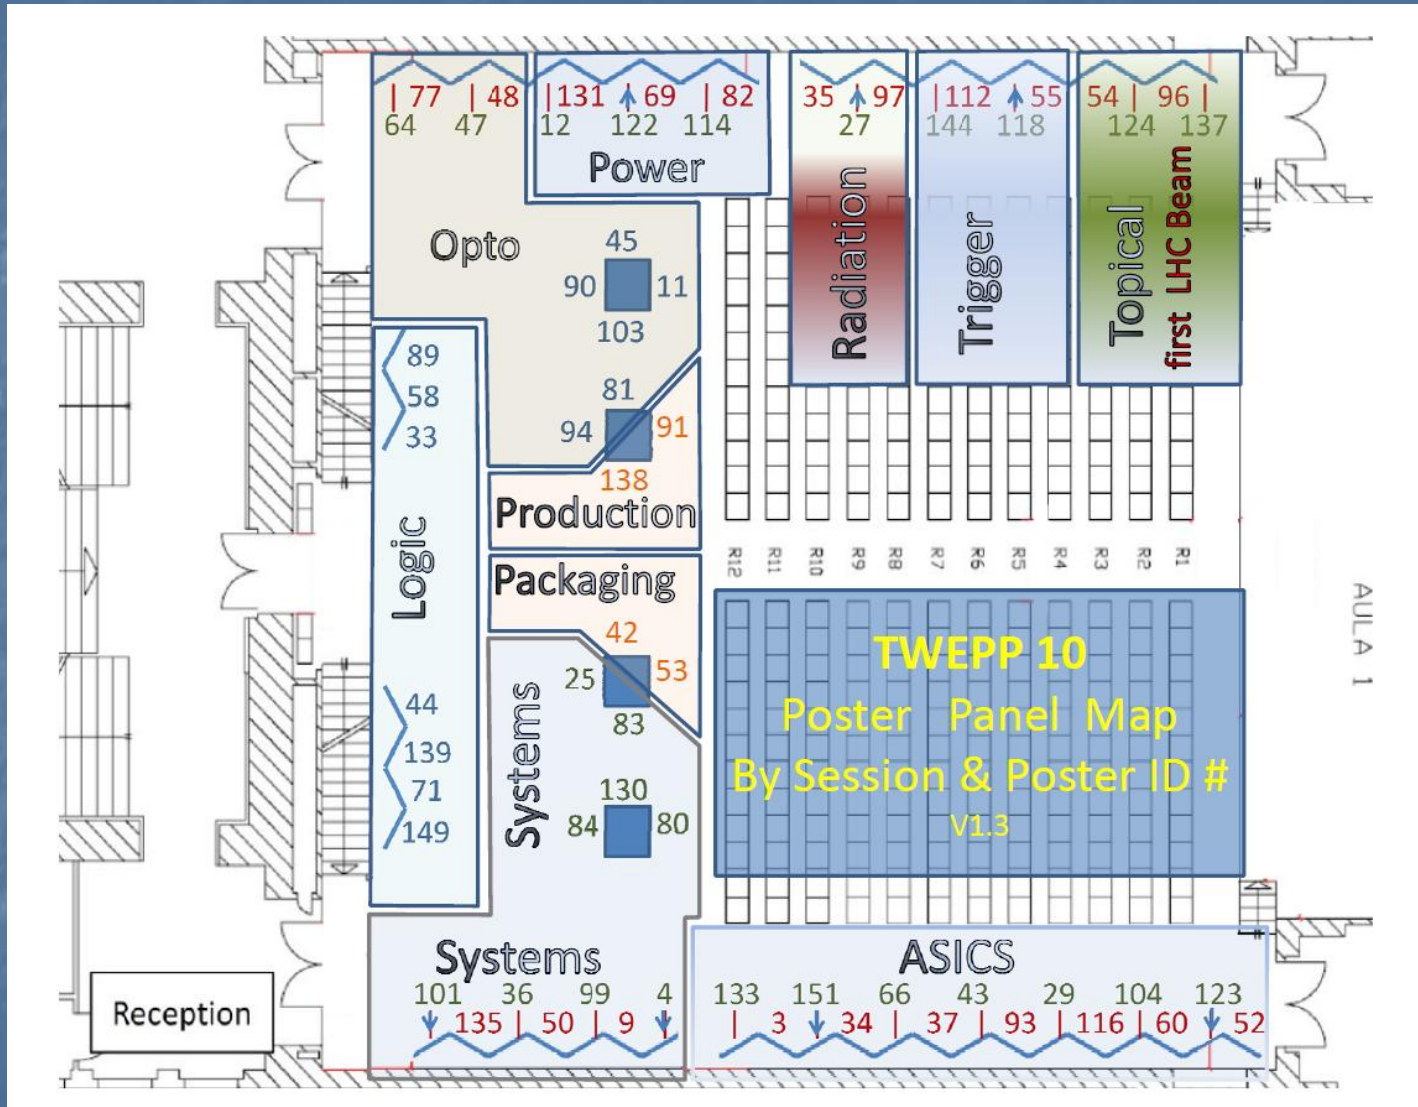 77 48 131 69 82 35 97 112 55 54 96
64 47 12 122 114 27 144 118 124 137
Power
Opto
45
90 11
103
81
94 91
138
Production
Radiation
Trigger
Topical
first LHC Beam
89
58
33
Logic
44
139
71
149
Packaging
42
25 53
83
Systems
130
84 80
R12 R11 R10 R9 R8 R7 R6 R5 R4 R3 R2 R1
TWEPP 10
Poster Panel Map
By Session & Poster ID #
V1.3
AULA 1
Systems
101 36 99 4
135 50 9
ASICS
133 151 66 43 29 104 123
3 34 37 93 116 60 52
Reception